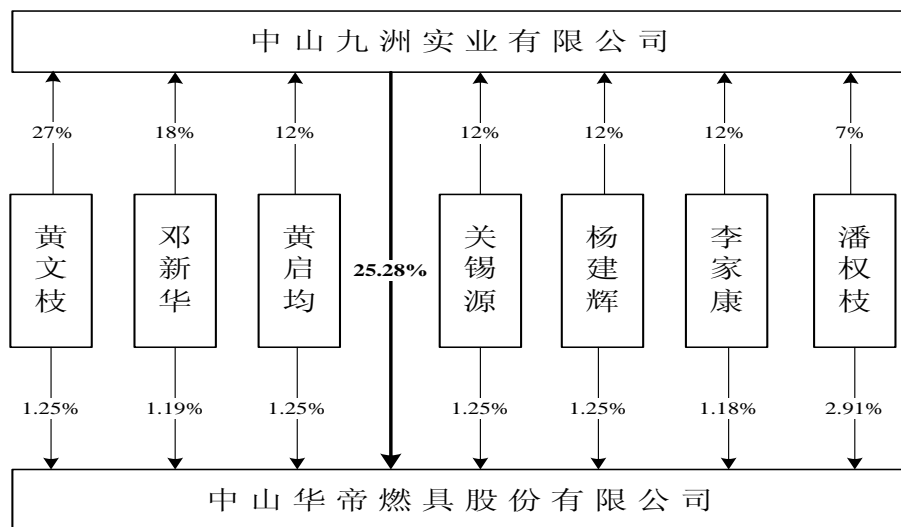 中山九洲实业有限公司
27%
18%
12%
12%
12%
12%
7%
黄文枝
邓新华
黄启均
25.28%
关锡源
杨建辉
李家康
潘权枝
1.25%
1.19%
1.25%
1.25%
1.25%
1.18%
2.91%
中山华帝燃具股份有限公司